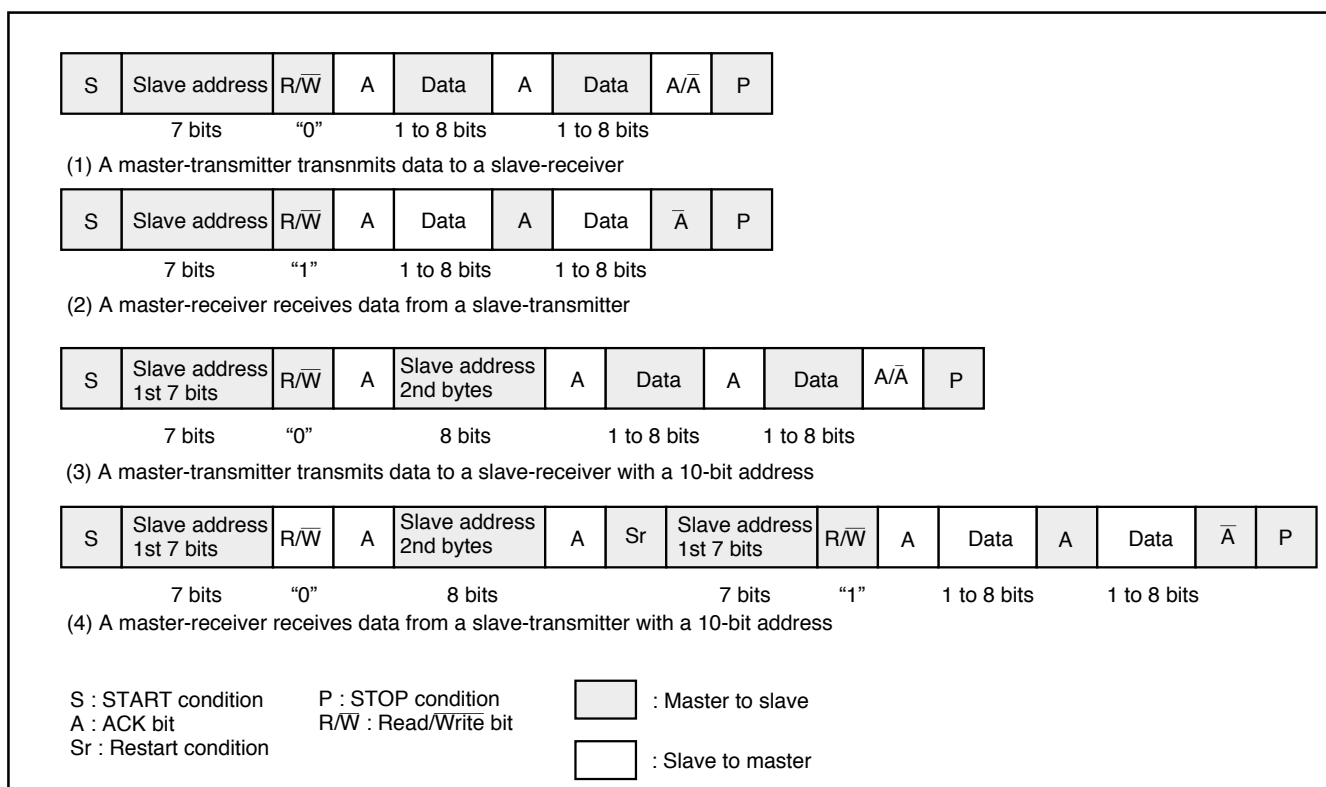 S Slave address R/W̅ A Data A Data A/A̅ P
7 bits “0” 1 to 8 bits 1 to 8 bits
(1) A master-transmitter transnmits data to a slave-receiver
S Slave address R/W̅ A Data A Data A̅ P
7 bits “1” 1 to 8 bits 1 to 8 bits
(2) A master-receiver receives data from a slave-transmitter
S Slave address 1st 7 bits R/W̅ A Slave address 2nd bytes A Data A Data A/A̅ P
7 bits “0” 8 bits 1 to 8 bits 1 to 8 bits
(3) A master-transmitter transmits data to a slave-receiver with a 10-bit address
S Slave address 1st 7 bits R/W̅ A Slave address 2nd bytes A Sr Slave address 1st 7 bits R/W̅ A Data A Data A̅ P
7 bits “0” 8 bits 7 bits “1” 1 to 8 bits 1 to 8 bits
(4) A master-receiver receives data from a slave-transmitter with a 10-bit address
S : START condition
A : ACK bit
Sr : Restart condition
P : STOP condition
R/W̅ : Read/W̅r̅i̅t̅e̅ bit
: Master to slave
: Slave to master